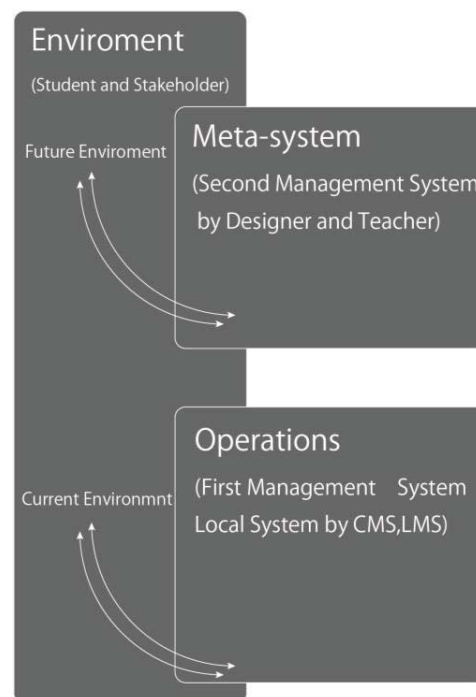 Enviroment
(Student and Stakeholder)
Future Enviroment
Meta-system
(Second Management System
by Designer and Teacher)
Operations
(First Management System
Local System by CMS,LMS)
Current Environmnt